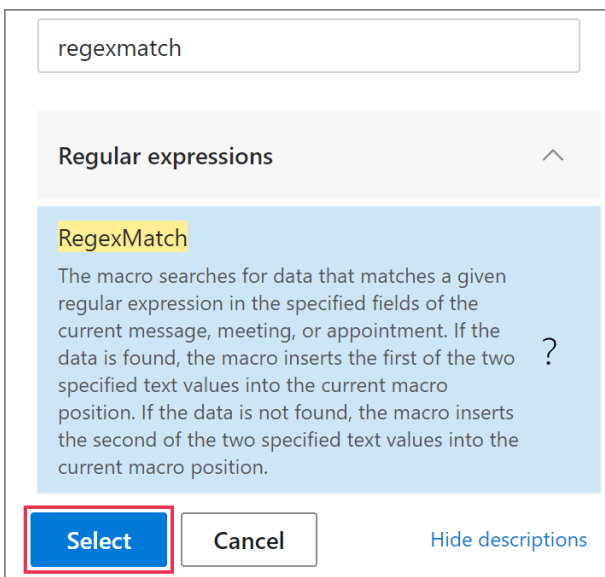 regexmatch
Regular expressions
RegexMatch
The macro searches for data that matches a given
regular expression in the specified fields of the
current message, meeting, or appointment. If the
data is found, the macro inserts the first of the two
specified text values into the current macro
position. If the data is not found, the macro inserts
the second of the two specified text values into the
current macro position.
?
Select
Cancel
Hide descriptions